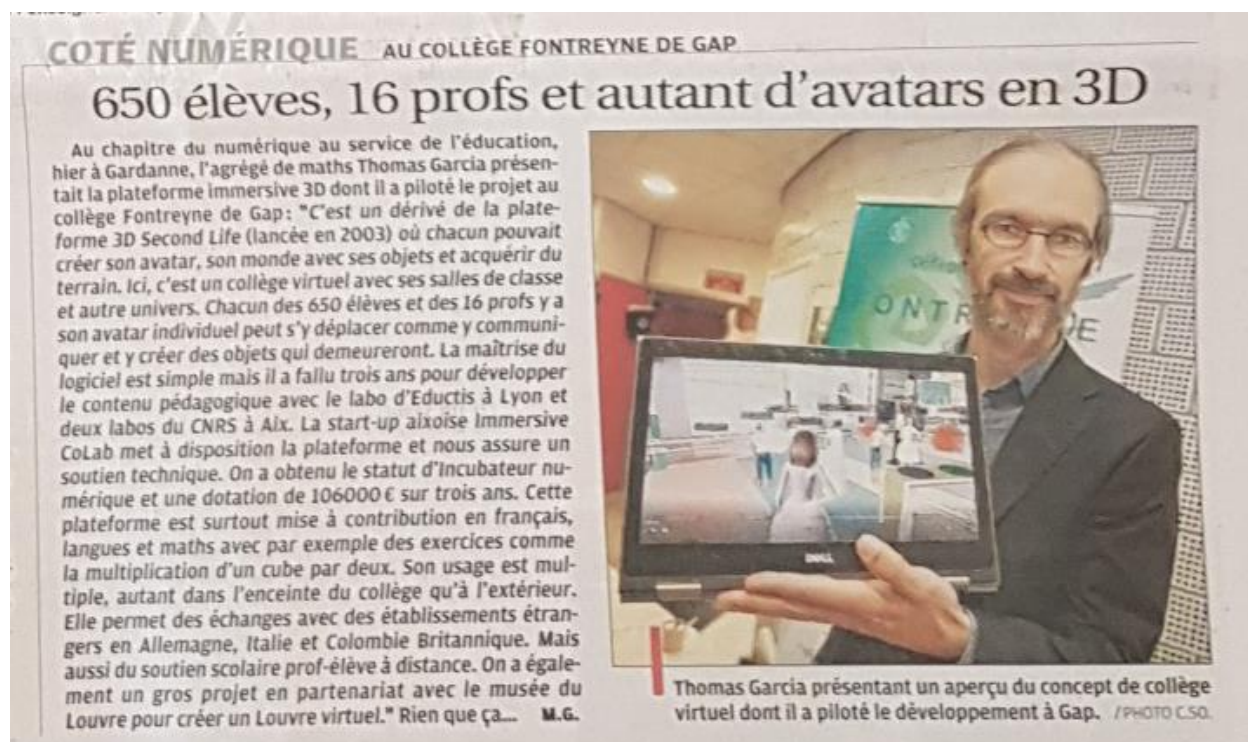 COTÉ NUMÉRIQUE AU COLLÈGE FONTREYNE DE GAP
650 élèves, 16 profs et autant d'avatars en 3D
Au chapitre du numérique au service de l'éducation,
hier à Gardanne, l'agrégé de maths Thomas Garcia présen-
tait la plateforme immersive 3D dont il a piloté le projet au
collège Fontreyne de Gap : "C'est un dérivé de la plate-
forme 3D Second Life (lancée en 2003) où chacun pouvait
créer son avatar, son monde avec ses objets et acquérir du
terrain. Ici, c'est un collège virtuel avec ses salles de classe
et autre univers. Chacun des 650 élèves et des 16 profs y a
son avatar individuel peut s'y déplacer comme y communi-
quer et y créer des objets qui demeureront. La maîtrise du
logiciel est simple mais il a fallu trois ans pour développer
le contenu pédagogique avec le labo d'Eductis à Lyon et
deux labos du CNRS à Aix. La start-up aixoise Immersive
CoLab met à disposition la plateforme et nous assure un
soutien technique. On a obtenu le statut d'Incubateur nu-
mérique et une dotation de 106000 € sur trois ans. Cette
plateforme est surtout mise à contribution en français,
langues et maths avec par exemple des exercices comme
la multiplication d'un cube par deux. Son usage est mul-
tiple, autant dans l'enceinte du collège qu'à l'extérieur.
Elle permet des échanges avec des établissements étran-
gers en Allemagne, Italie et Colombie Britannique. Mais
aussi du soutien scolaire prof-élève à distance. On a égale-
ment un gros projet en partenariat avec le musée du
Louvre pour créer un Louvre virtuel." Rien que ça... M.G.
ONTR
NE
DELL
Thomas Garcia présentant un aperçu du concept de collège
virtuel dont il a piloté le développement à Gap. /PHOTO C.SO.